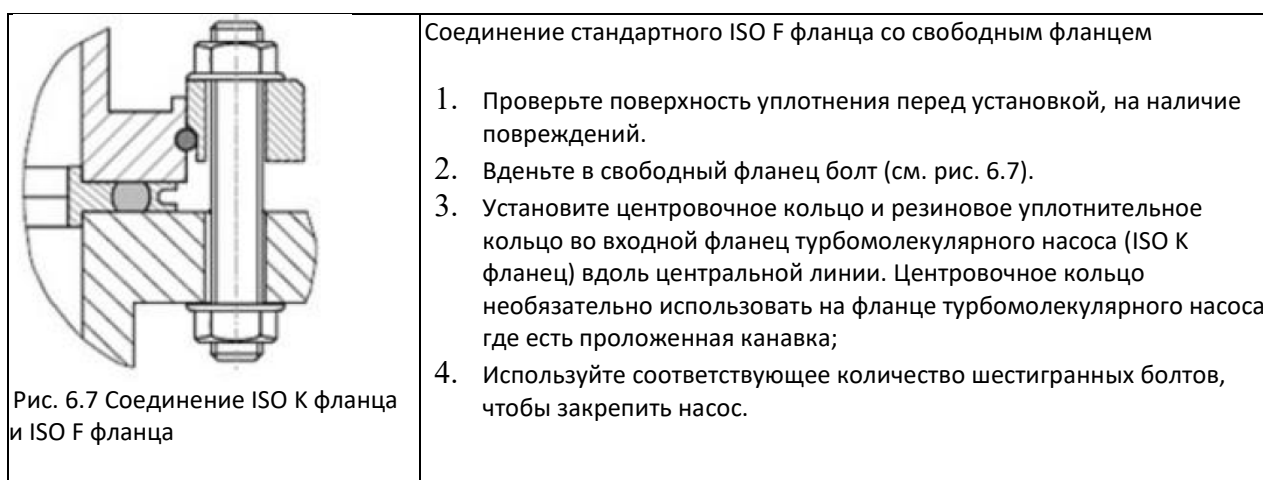 Рис. 6.7 Соединение ISO K фланца
и ISO F фланца
Соединение стандартного ISO F фланца со свободным фланцем
1. Проверьте поверхность уплотнения перед установкой, на наличие
повреждений.
2. Вденьте в свободный фланец болт (см. рис. 6.7).
3. Установите центровочное кольцо и резиновое уплотнительное
кольцо во входной фланец турбомолекулярного насоса (ISO K
фланец) вдоль центральной линии. Центровочное кольцо
необязательно использовать на фланце турбомолекулярного насоса
где есть проложенная канавка;
4. Используйте соответствующее количество шестигранных болтов,
чтобы закрепить насос.